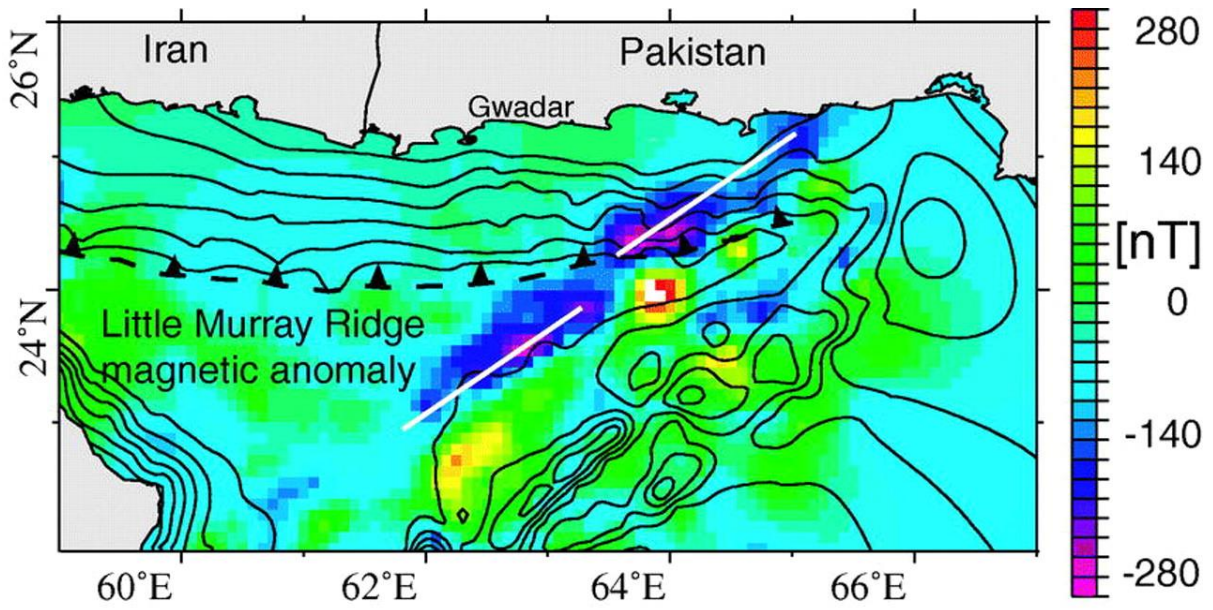 Iran
Pakistan
Gwadar
Little Murray Ridge
magnetic anomaly
26°N
24°N
60°E
62°E
64°E
66°E
280
140
[nT]
0
-140
-280